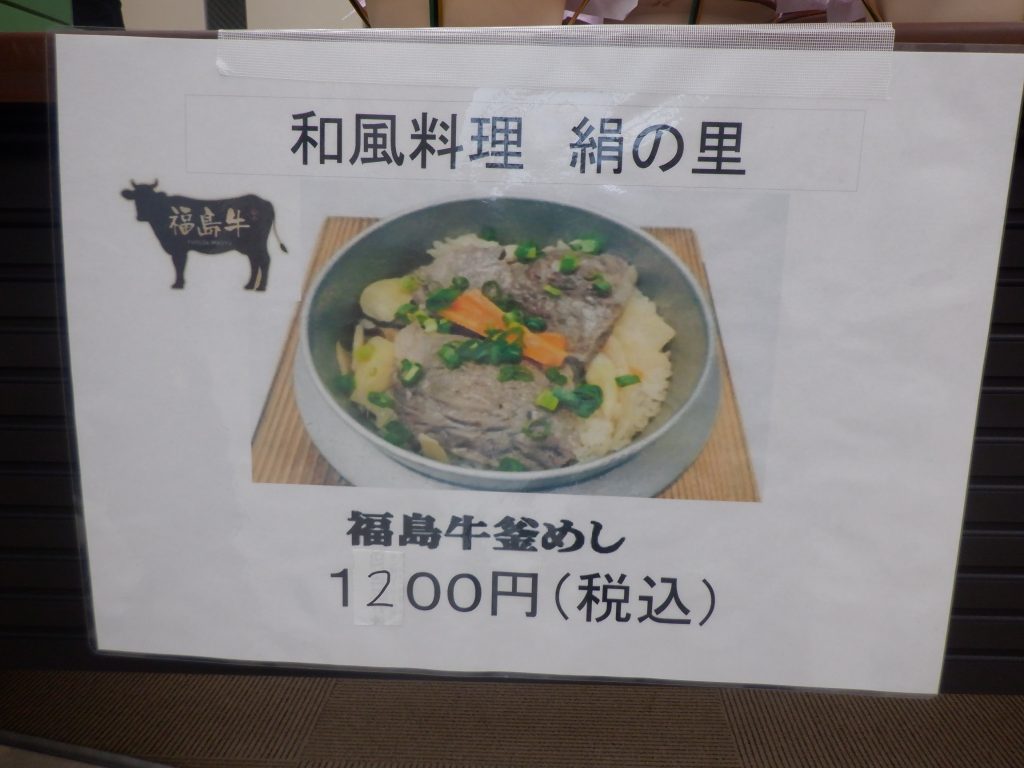 和風料理 絹の里
福島牛
福島牛釜めし
1200円(税込)